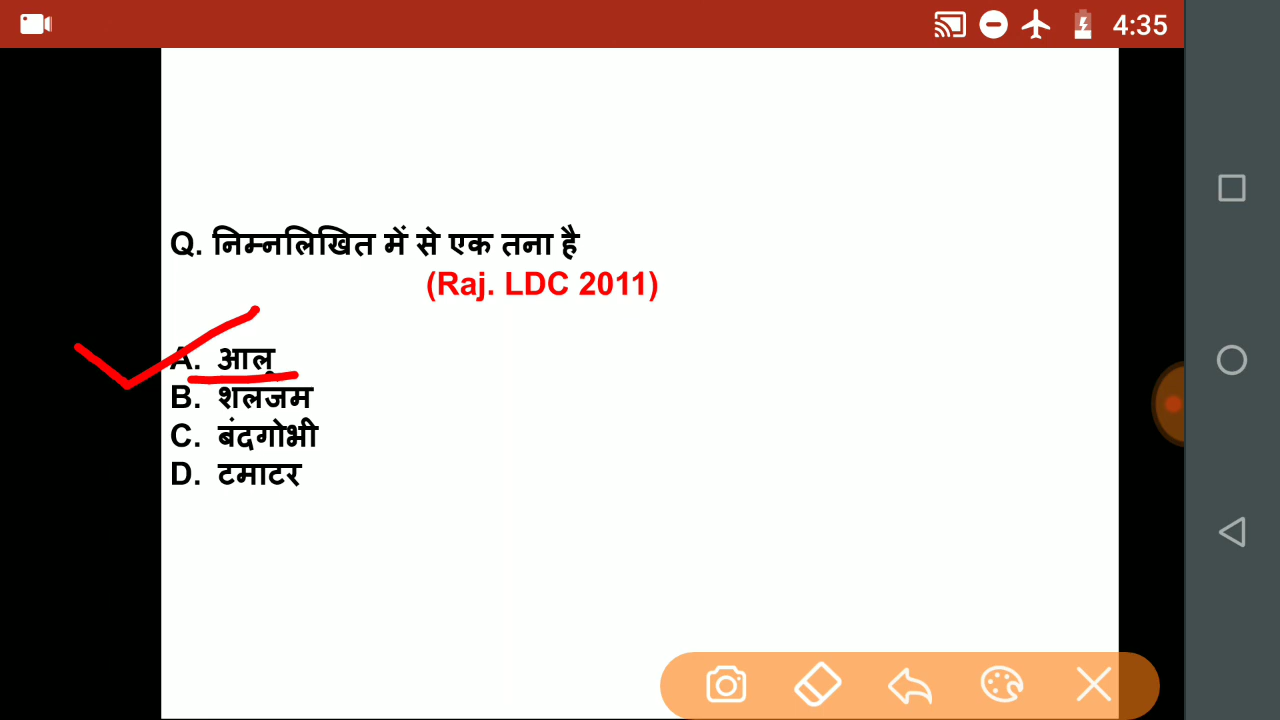 4:35
Q. निम्नलिखित में से एक तना है
(Raj. LDC 2011)
A. आलू
B. शलजम
C. बंदगोभी
D. टमाटर